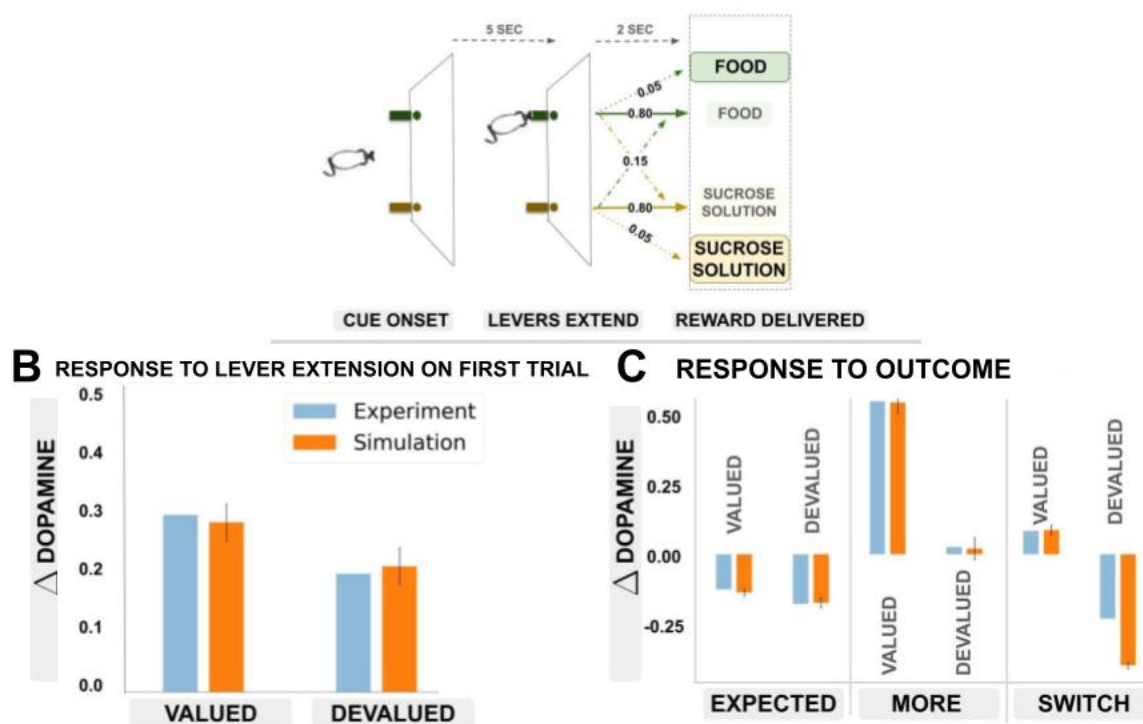 5 SEC
2 SEC
FOOD
0.05
0.80
FOOD
0.15
SUCROSE
SOLUTION
0.80
0.05
SUCROSE
SOLUTION
CUE ONSET
LEVERS EXTEND
REWARD DELIVERED
B RESPONSE TO LEVER EXTENSION ON FIRST TRIAL
△ DOPAMINE
0.5
0.4
0.3
0.2
0.1
0.0
Experiment
Simulation
VALUED
DEVALUED
C RESPONSE TO OUTCOME
△ DOPAMINE
0.50
0.25
0.00
-0.25
VALUED
DEVALUED
VALUED
DEVALUED
VALUED
DEVALUED
EXPECTED
MORE
SWITCH